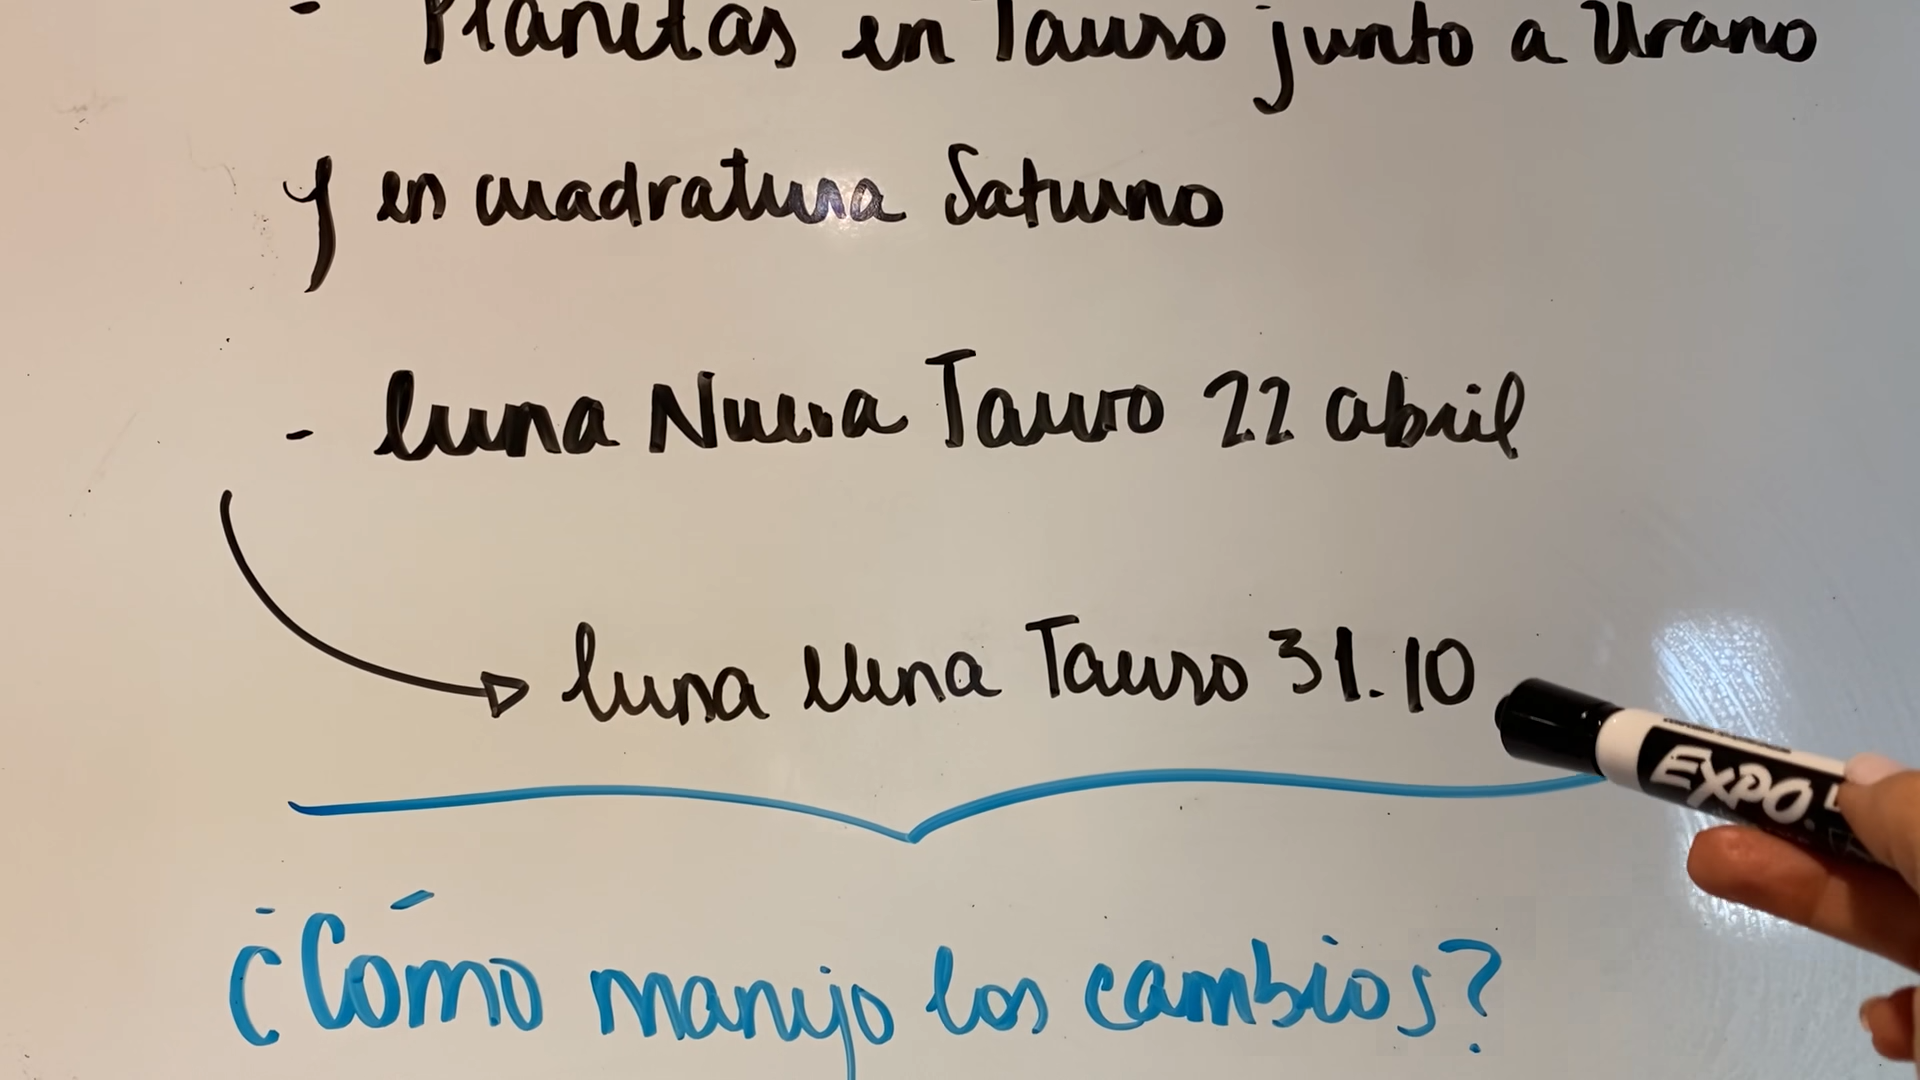 - Planetas en Tauro junto a Urano
y en cuadratura Saturno
- luna Nueva Tauro 22 abril
luna llena Tauro 31.10
EXPO
¿Cómo manejo los cambios?